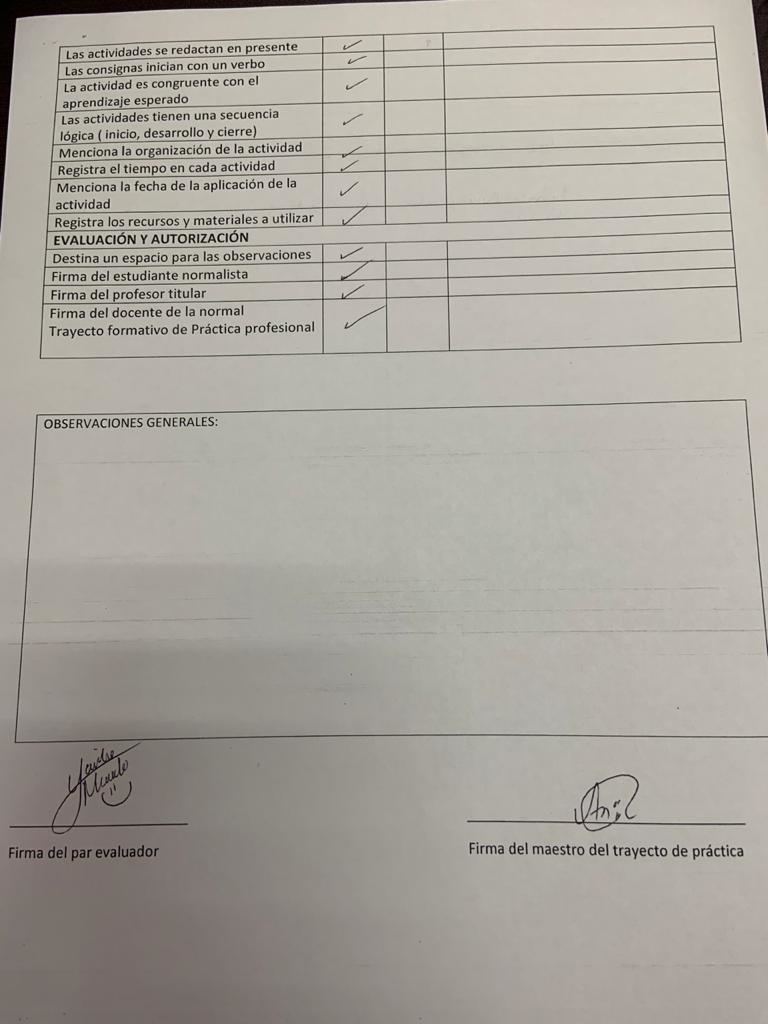 Las actividades se redactan en presente ✓
Las consignas inician con un verbo ✓
La actividad es congruente con el ✓
aprendizaje esperado
Las actividades tienen una secuencia ✓
lógica ( inicio, desarrollo y cierre)
Menciona la organización de la actividad ✓
Registra el tiempo en cada actividad ✓
Menciona la fecha de la aplicación de la ✓
actividad
Registra los recursos y materiales a utilizar ✓
EVALUACIÓN Y AUTORIZACIÓN
Destina un espacio para las observaciones ✓
Firma del estudiante normalista ✓
Firma del profesor titular ✓
Firma del docente de la normal ✓
Trayecto formativo de Práctica profesional
OBSERVACIONES GENERALES:
Firma del par evaluador
Firma del maestro del trayecto de práctica